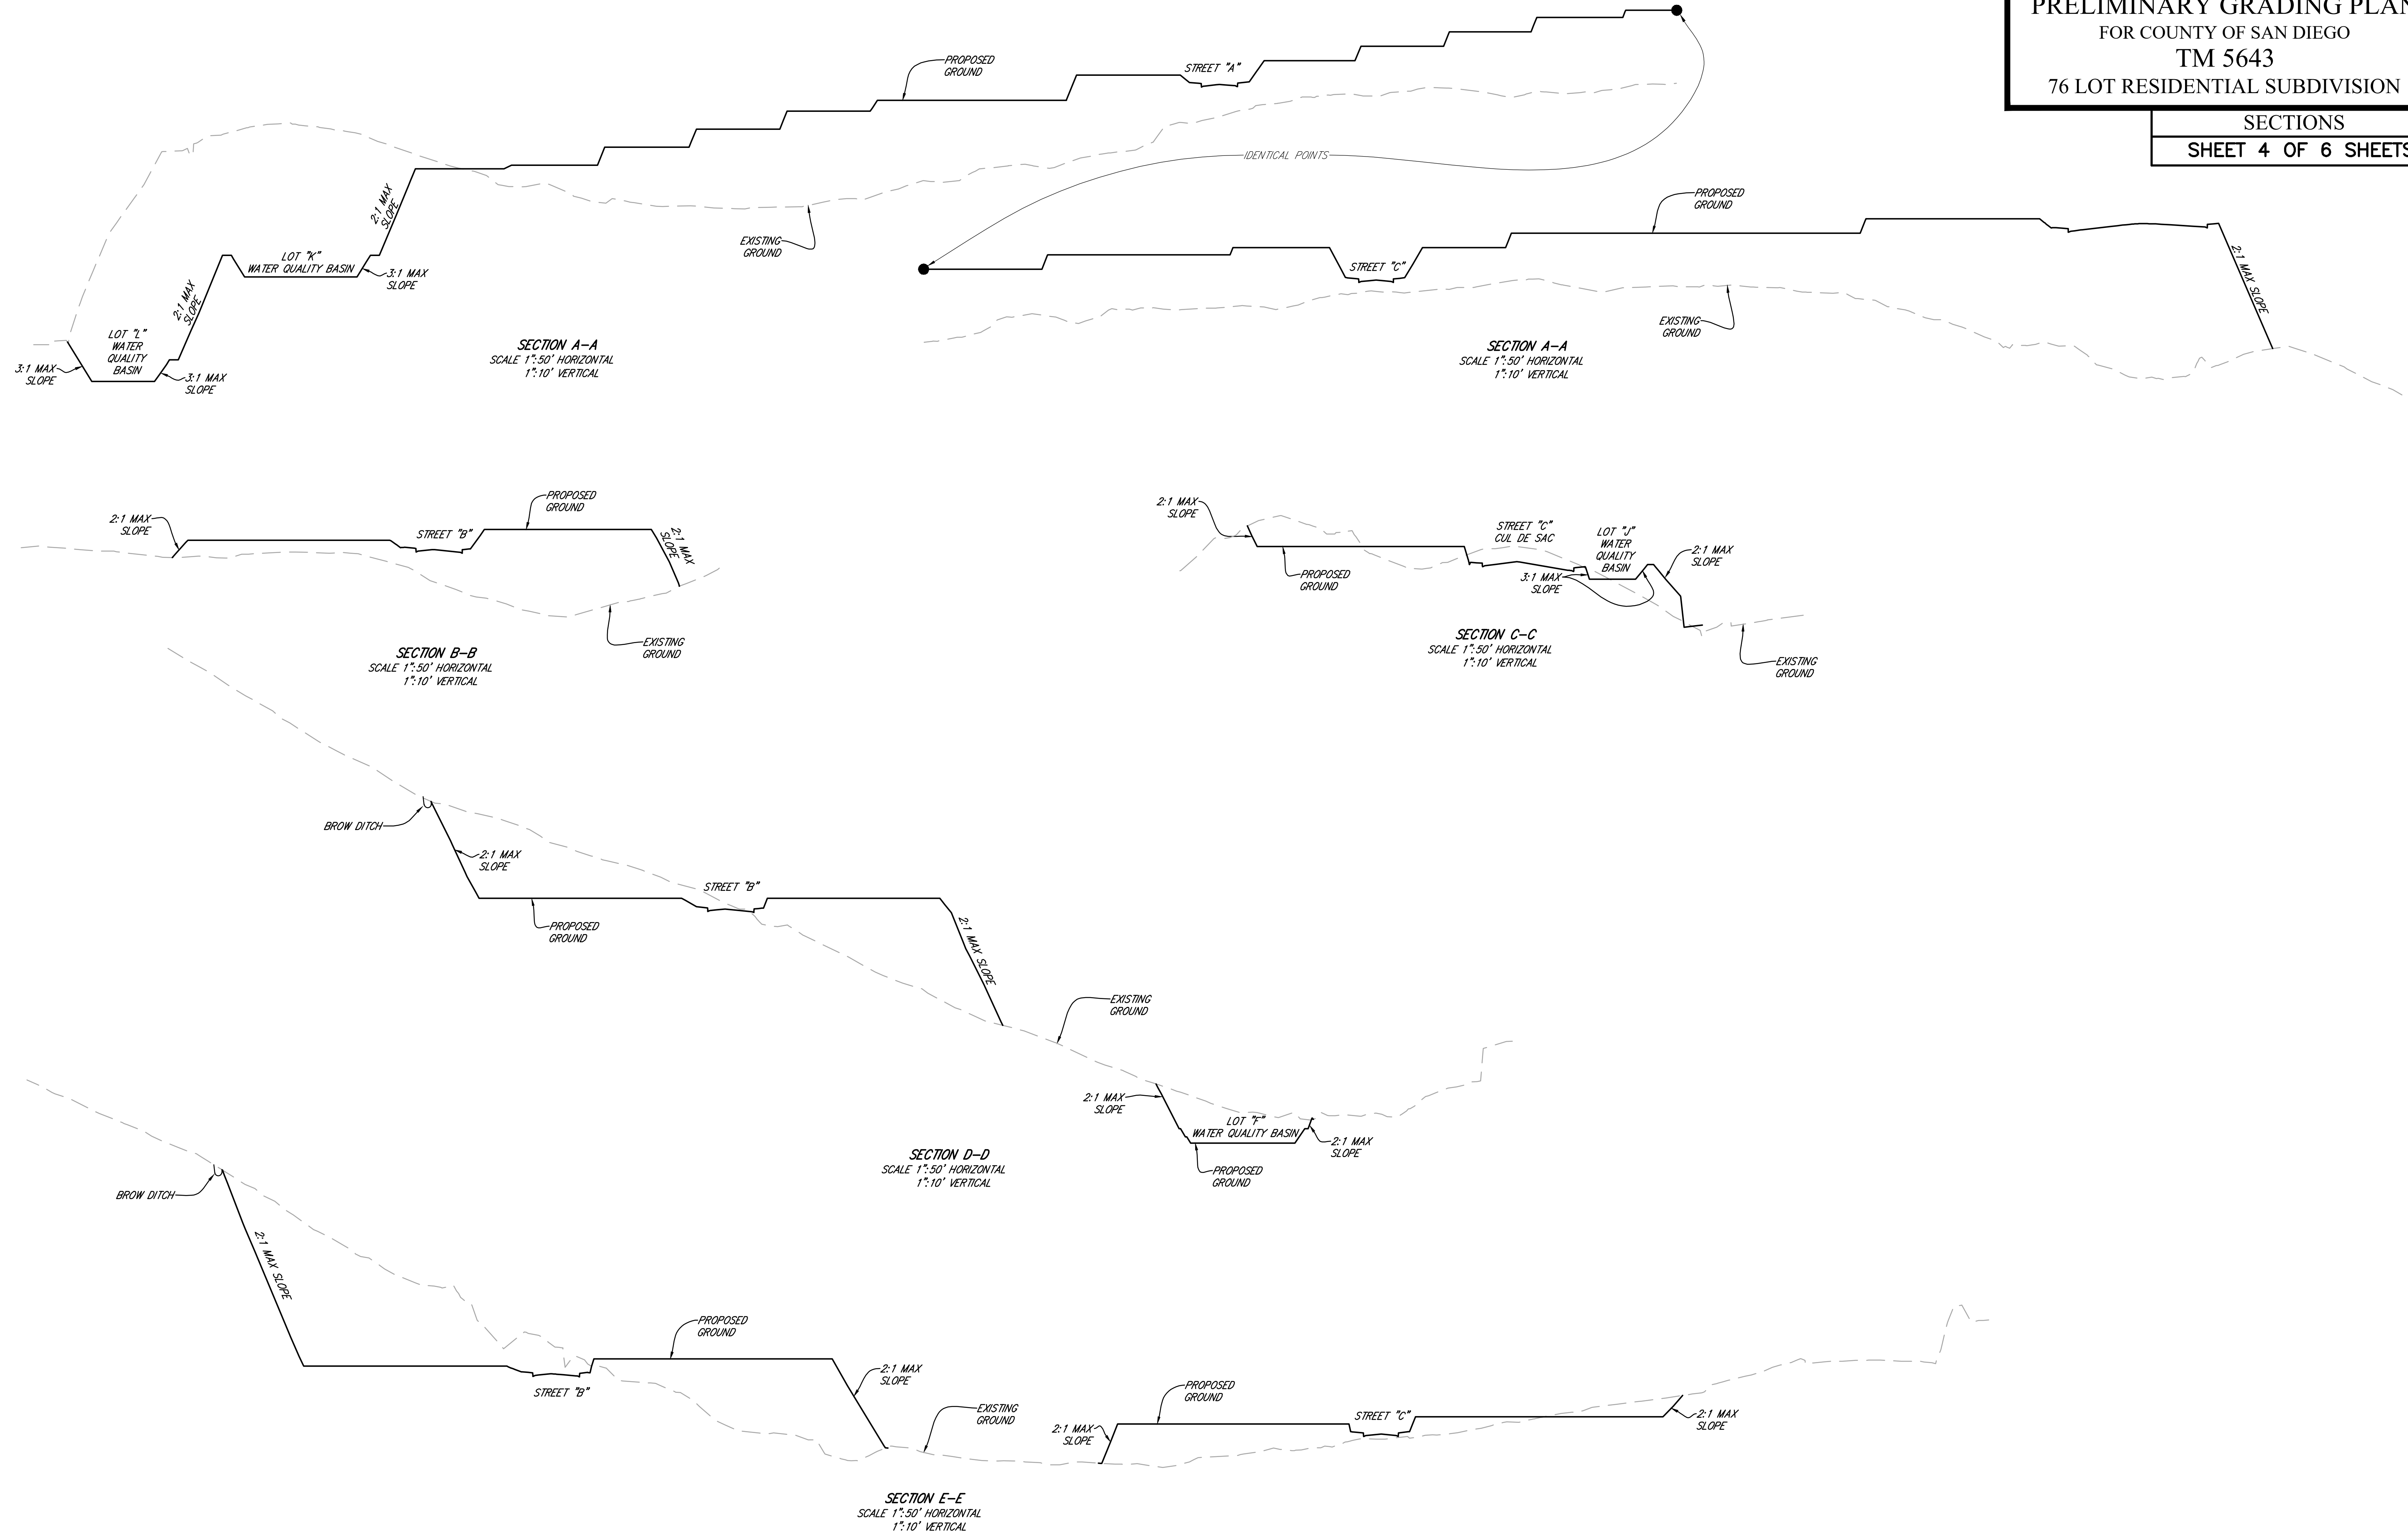 PRELIMINARY GRADING PLAN
FOR COUNTY OF SAN DIEGO
TM 5643
76 LOT RESIDENTIAL SUBDIVISION
SECTIONS
SHEET 4 OF 6 SHEETS
PROPOSED
GROUND
STREET "A"
IDENTICAL POINTS
2:1 MAX
SLOPE
EXISTING
GROUND
LOT "K"
WATER QUALITY BASIN
3:1 MAX
SLOPE
2:1 MAX
SLOPE
LOT "L"
WATER
QUALITY
BASIN
3:1 MAX
SLOPE
3:1 MAX
SLOPE
SECTION A-A
SCALE 1":50' HORIZONTAL
1":10' VERTICAL
PROPOSED
GROUND
STREET "C"
2:1 MAX SLOPE
EXISTING
GROUND
SECTION A-A
SCALE 1":50' HORIZONTAL
1":10' VERTICAL
2:1 MAX
SLOPE
PROPOSED
GROUND
STREET "B"
2:1 MAX
SLOPE
EXISTING
GROUND
SECTION B-B
SCALE 1":50' HORIZONTAL
1":10' VERTICAL
2:1 MAX
SLOPE
STREET "C"
CUL DE SAC
LOT "J"
WATER
QUALITY
BASIN
2:1 MAX
SLOPE
PROPOSED
GROUND
3:1 MAX
SLOPE
EXISTING
GROUND
SECTION C-C
SCALE 1":50' HORIZONTAL
1":10' VERTICAL
BROW DITCH
2:1 MAX
SLOPE
STREET "B"
PROPOSED
GROUND
2:1 MAX SLOPE
EXISTING
GROUND
2:1 MAX
SLOPE
LOT "F"
WATER QUALITY BASIN
2:1 MAX
SLOPE
PROPOSED
GROUND
SECTION D-D
SCALE 1":50' HORIZONTAL
1":10' VERTICAL
BROW DITCH
2:1 MAX SLOPE
PROPOSED
GROUND
STREET "B"
2:1 MAX
SLOPE
EXISTING
GROUND
PROPOSED
GROUND
2:1 MAX
SLOPE
STREET "C"
2:1 MAX
SLOPE
SECTION E-E
SCALE 1":50' HORIZONTAL
1":10' VERTICAL